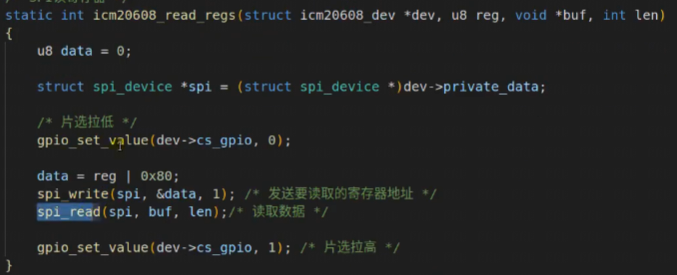 static int icm20608_read_regs(struct icm20608_dev *dev, u8 reg, void *buf, int len)
{
    u8 data = 0;
    struct spi_device *spi = (struct spi_device *)dev->private_data;
    /* 片选拉低 */
    gpio_set_value(dev->cs_gpio, 0);
    data = reg | 0x80;
    spi_write(spi, &data, 1); /* 发送要读取的寄存器地址 */
    spi_read(spi, buf, len);/* 读取数据 */
    gpio_set_value(dev->cs_gpio, 1); /* 片选拉高 */
}